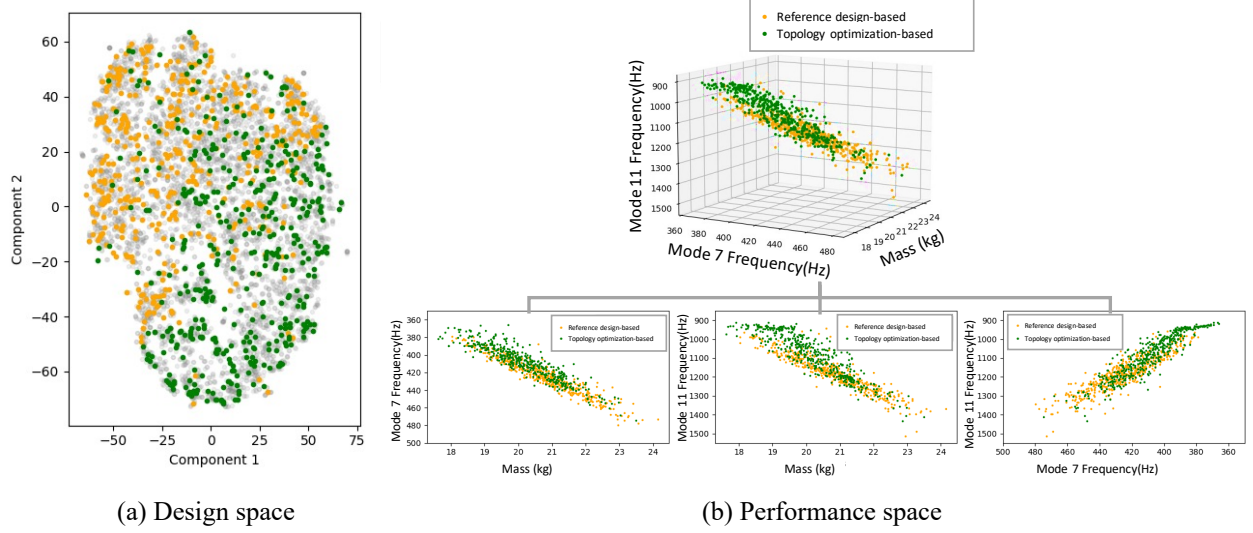 60
40
20
0
−20
−40
−60
Component 2
−50
−25
0
25
50
75
Component 1
(a) Design space
Reference design-based
Topology optimization-based
Mode 11 Frequency(Hz)
900
1000
1100
1200
1300
1400
1500
360 380 400 420 440 460 480
Mode 7 Frequency(Hz)
18 19 20 21 22 23 24
Mass (kg)
Mode 7 Frequency(Hz)
360
380
400
420
440
460
480
500
Reference design-based
Topology optimization-based
18 19 20 21 22 23 24
Mass (kg)
Mode 11 Frequency(Hz)
900
1000
1100
1200
1300
1400
1500
Reference design-based
Topology optimization-based
18 19 20 21 22 23 24
Mass (kg)
Mode 11 Frequency(Hz)
900
1000
1100
1200
1300
1400
1500
Reference design-based
Topology optimization-based
500 480 460 440 420 400 380 360
Mode 7 Frequency(Hz)
(b) Performance space